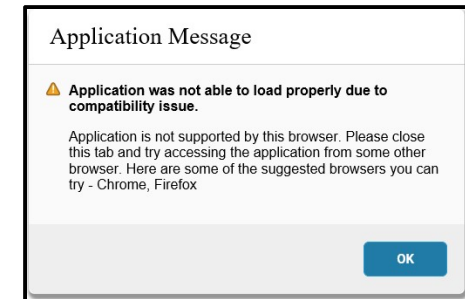 Application Message
Application was not able to load properly due to
compatibility issue.
Application is not supported by this browser. Please close
this tab and try accessing the application from some other
browser. Here are some of the suggested browsers you can
try - Chrome, Firefox
OK